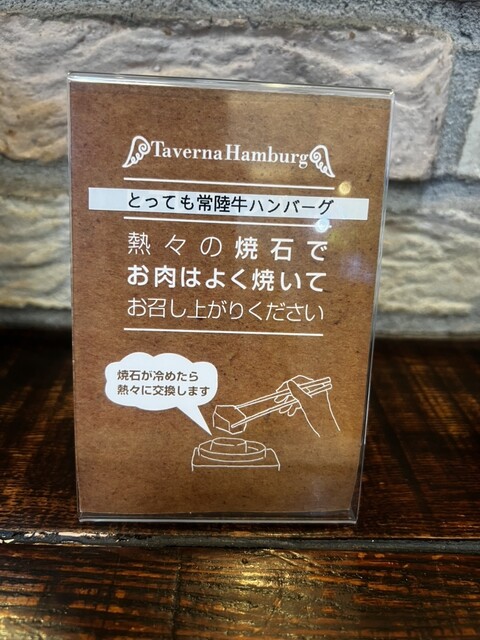 TavernaHamburg
とっても常陸牛ハンバーグ
熱々の焼石で
お肉はよく焼いて
お召し上がりください
焼石が冷めたら
熱々に交換します